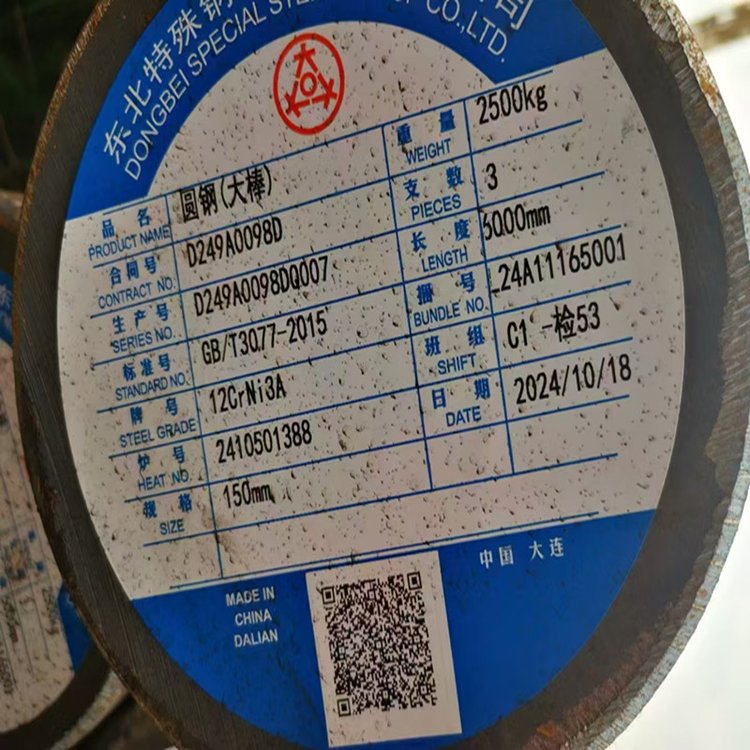 东北特殊钢
司
DONGBEI SPECIAL STE
CO.,LTD.
大
品 名 圆钢(大棒)
PRODUCT NAME
重 量 2500kg
WEIGHT
合同号 D249A0098D
CONTRACT NO.
支 数 3
PIECES
生产号 D249A0098DQ007
SERIES NO.
长 度 6000mm
LENGTH
标准号 GB/T3077-2015
STANDARD NO.
捆 号 24A11165001
BUNDLE NO.
牌 号 12CrNi3A
STEEL GRADE
班 组 C1 -检53
SHIFT
炉 号 2410501388
HEAT NO.
日 期 2024/10/18
DATE
规 格 150mm
SIZE
中国 大连
MADE IN
CHINA
DALIAN